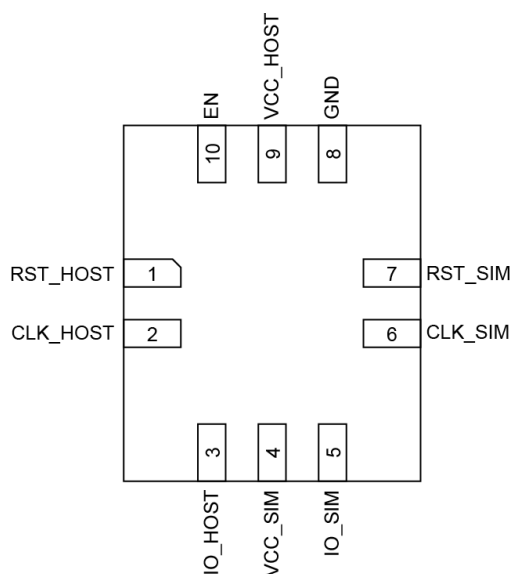 EN
VCC_HOST
GND
10
9
8
RST_HOST
1
7
RST_SIM
CLK_HOST
2
6
CLK_SIM
3
4
5
IO_HOST
VCC_SIM
IO_SIM